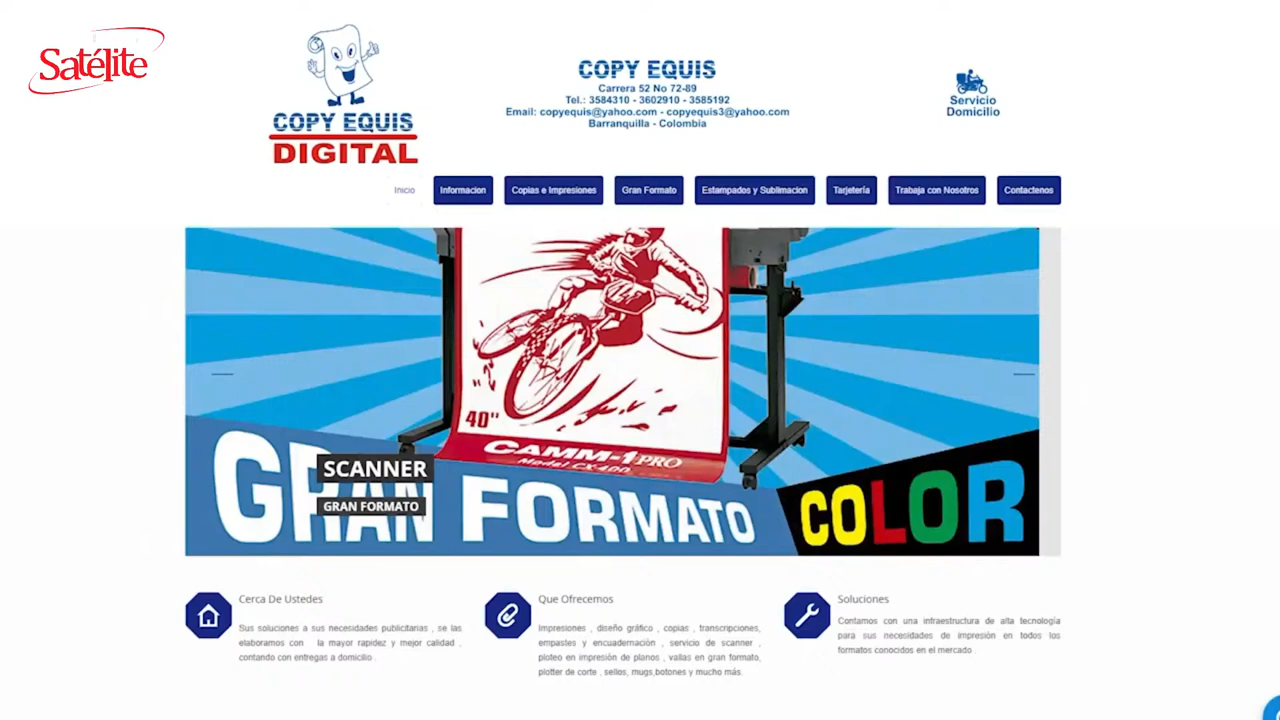 Satélite
COPY EQUIS
DIGITAL
COPY EQUIS
Carrera 52 No 72-89
Tel.: 3584310 - 3602910 - 3585192
Email: copyequis@yahoo.com - copyequis3@yahoo.com
Barranquilla - Colombia
Servicio
Domicilio
Inicio
Informacion
Copias e Impresiones
Gran Formato
Estampados y Sublimacion
Tarjetería
Trabaja con Nosotros
Contactenos
40"
CAMM-1 PRO
Model CX400
SCANNER
GRAN FORMATO
GRAN FORMATO
COLOR
Cerca De Ustedes
Sus soluciones a sus necesidades publicitarias , se las
elaboramos con la mayor rapidez y mejor calidad ,
contando con entregas a domicilio .
Que Ofrecemos
Impresiones , diseño gráfico , copias , transcripciones,
empastes y encuadernación , servicio de scanner ,
ploteo en impresión de planos , vallas en gran formato,
plotter de corte , sellos, mugs,botones y mucho más.
Soluciones
Contamos con una infraestructura de alta tecnología
para sus necesidades de impresión en todos los
formatos conocidos en el mercado .